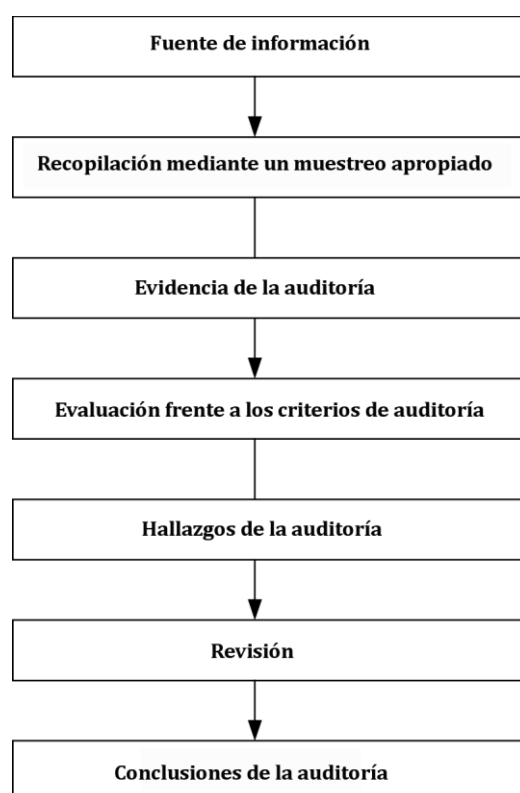 Fuente de información
Recopilación mediante un muestreo apropiado
Evidencia de la auditoría
Evaluación frente a los criterios de auditoría
Hallazgos de la auditoría
Revisión
Conclusiones de la auditoría